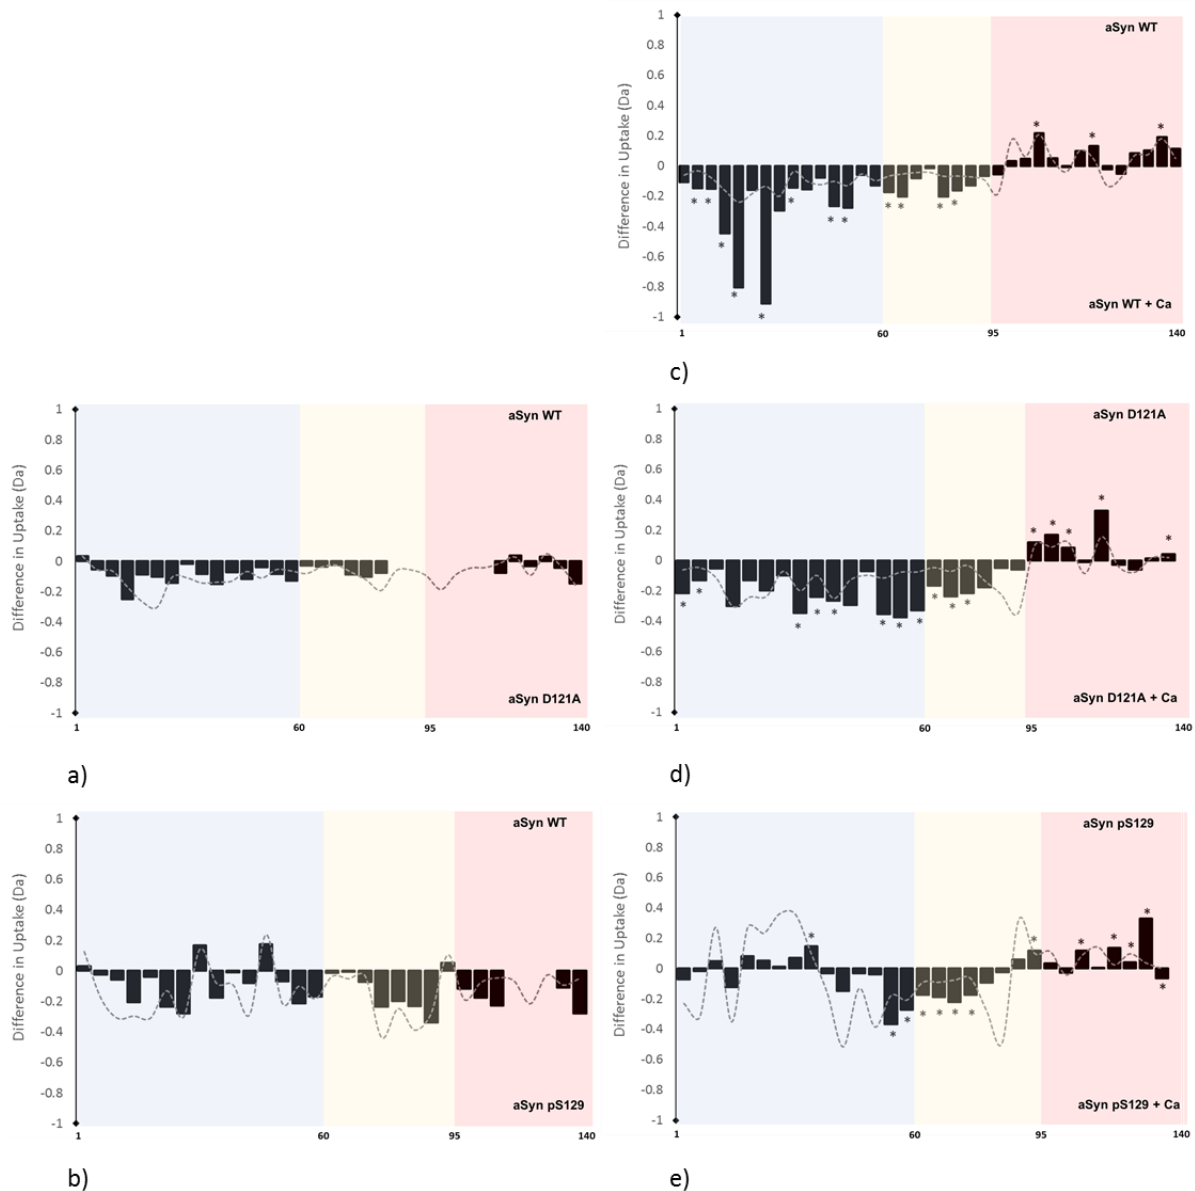 1
0.8
0.6
0.4
0.2
0
-0.2
-0.4
-0.6
-0.8
-1
Difference in Uptake (Da)
aSyn WT
* * * * * * * * * * * * * * *
aSyn WT + Ca
1 60 95 140
c)
1
0.8
0.6
0.4
0.2
0
-0.2
-0.4
-0.6
-0.8
-1
Difference in Uptake (Da)
aSyn WT
aSyn D121A
1 60 95 140
a)
1
0.8
0.6
0.4
0.2
0
-0.2
-0.4
-0.6
-0.8
-1
Difference in Uptake (Da)
aSyn D121A
* * * * * * * * * * * * * * * *
aSyn D121A + Ca
1 60 95 140
d)
1
0.8
0.6
0.4
0.2
0
-0.2
-0.4
-0.6
-0.8
-1
Difference in Uptake (Da)
aSyn WT
aSyn pS129
1 60 95 140
b)
1
0.8
0.6
0.4
0.2
0
-0.2
-0.4
-0.6
-0.8
-1
Difference in Uptake (Da)
aSyn pS129
* * * * * * * * * * * * * *
aSyn pS129 + Ca
1 60 95 140
e)